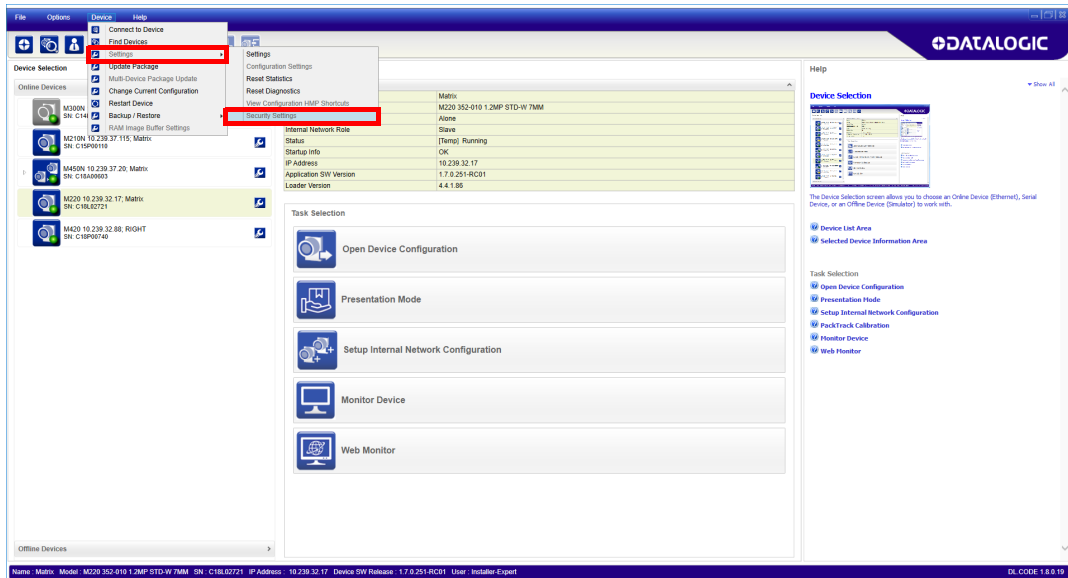 File Options Device Help
Connect to Device
Find Devices
Settings
Update Package
Multi-Device Package Update
Change Current Configuration
Restart Device
Backup / Restore
RAM Image Buffer Settings
Settings
Configuration Settings
Reset Statistics
Reset Diagnostics
View Configuration HMP Shortcuts
Security Settings
DATALOGIC
Device Selection
Online Devices
M300N
SN: C14
M210N 10.239.37.115; Matrix
SN: C15P00110
M450N 10.239.37.20; Matrix
SN: C18A00603
M220 10.239.32.17; Matrix
SN: C18L02721
M420 10.239.32.88; RIGHT
SN: C18P00740
Offline Devices
Matrix
M220 352-010 1.2MP STD-W 7MM
Alone
Internal Network Role Slave
Status [Temp] Running
Startup Info OK
IP Address 10.239.32.17
Application SW Version 1.7.0.251-RC01
Loader Version 4.4.1.86
Task Selection
Open Device Configuration
Presentation Mode
Setup Internal Network Configuration
Monitor Device
Web Monitor
Help
Show All
Device Selection
The Device Selection screen allows you to choose an Online Device (Ethernet), Serial
Device, or an Offline Device (Simulator) to work with.
Device List Area
Selected Device Information Area
Task Selection
Open Device Configuration
Presentation Mode
Setup Internal Network Configuration
PackTrack Calibration
Monitor Device
Web Monitor
Name : Matrix Model : M220 352-010 1.2MP STD-W 7MM SN : C18L02721 IP Address : 10.239.32.17 Device SW Release : 1.7.0.251-RC01 User : Installer-Expert
DL.CODE 1.8.0.19